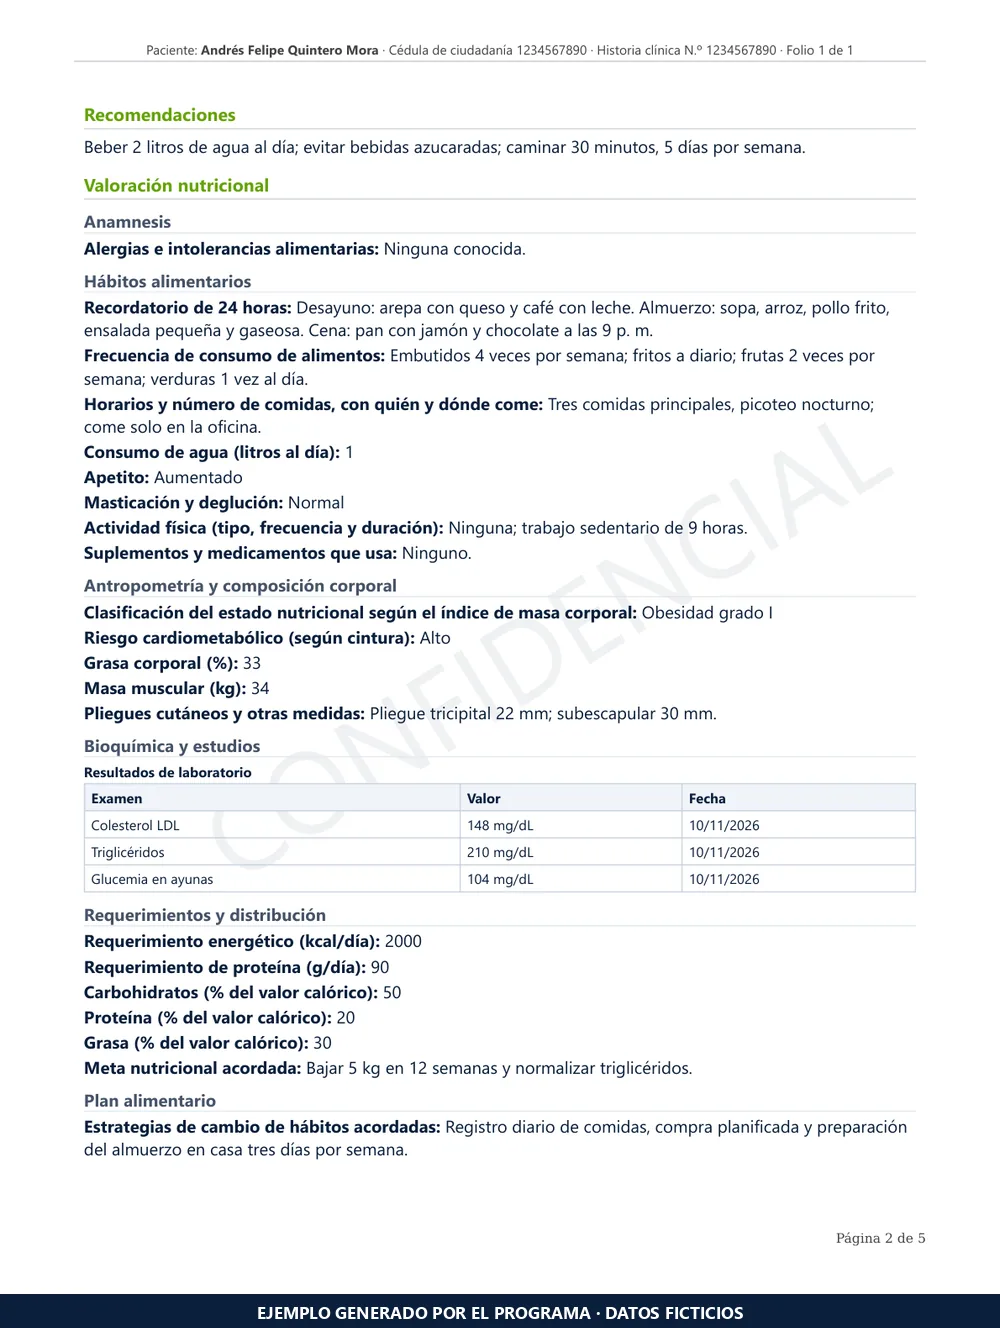 Paciente: Andrés Felipe Quintero Mora · Cédula de ciudadanía 1234567890 · Historia clínica N.º 1234567890 · Folio 1 de 1
Recomendaciones
Beber 2 litros de agua al día; evitar bebidas azucaradas; caminar 30 minutos, 5 días por semana.
Valoración nutricional
Anamnesis
Alergias e intolerancias alimentarias: Ninguna conocida.
Hábitos alimentarios
Recordatorio de 24 horas: Desayuno: arepa con queso y café con leche. Almuerzo: sopa, arroz, pollo frito,
ensalada pequeña y gaseosa. Cena: pan con jamón y chocolate a las 9 p. m.
Frecuencia de consumo de alimentos: Embutidos 4 veces por semana; fritos a diario; frutas 2 veces por
semana; verduras 1 vez al día.
Horarios y número de comidas, con quién y dónde come: Tres comidas principales, picoteo nocturno;
come solo en la oficina.
Consumo de agua (litros al día): 1
Apetito: Aumentado
Masticación y deglución: Normal
Actividad física (tipo, frecuencia y duración): Ninguna; trabajo sedentario de 9 horas.
Suplementos y medicamentos que usa: Ninguno.
Antropometría y composición corporal
Clasificación del estado nutricional según el índice de masa corporal: Obesidad grado I
Riesgo cardiometabólico (según cintura): Alto
Grasa corporal (%): 33
Masa muscular (kg): 34
Pliegues cutáneos y otras medidas: Pliegue tricipital 22 mm; subescapular 30 mm.
Bioquímica y estudios
Resultados de laboratorio
Examen Valor Fecha
Colesterol LDL 148 mg/dL 10/11/2026
Triglicéridos 210 mg/dL 10/11/2026
Glucemia en ayunas 104 mg/dL 10/11/2026
Requerimientos y distribución
Requerimiento energético (kcal/día): 2000
Requerimiento de proteína (g/día): 90
Carbohidratos (% del valor calórico): 50
Proteína (% del valor calórico): 20
Grasa (% del valor calórico): 30
Meta nutricional acordada: Bajar 5 kg en 12 semanas y normalizar triglicéridos.
Plan alimentario
Estrategias de cambio de hábitos acordadas: Registro diario de comidas, compra planificada y preparación
del almuerzo en casa tres días por semana.
CONFIDENCIAL
Página 2 de 5
EJEMPLO GENERADO POR EL PROGRAMA · DATOS FICTICIOS